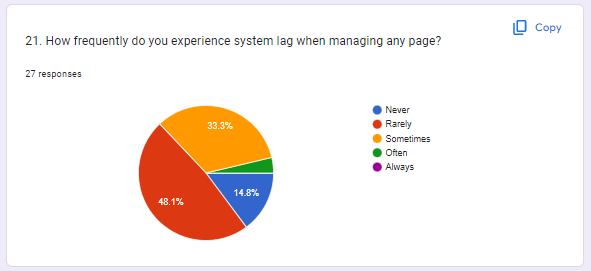 Copy
21. How frequently do you experience system lag when managing any page?
27 responses
Never
Rarely
Sometimes
Often
Always
33.3%
14.8%
48.1%